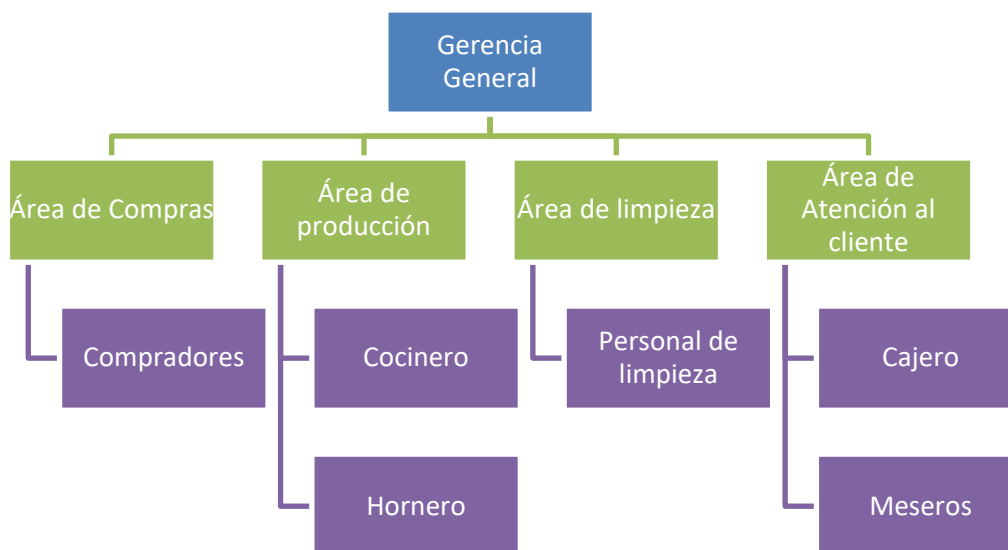 Gerencia
General
Área de Compras
Área de
producción
Área de limpieza
Área de
Atención al
cliente
Compradores
Cocinero
Personal de
limpieza
Cajero
Hornero
Meseros